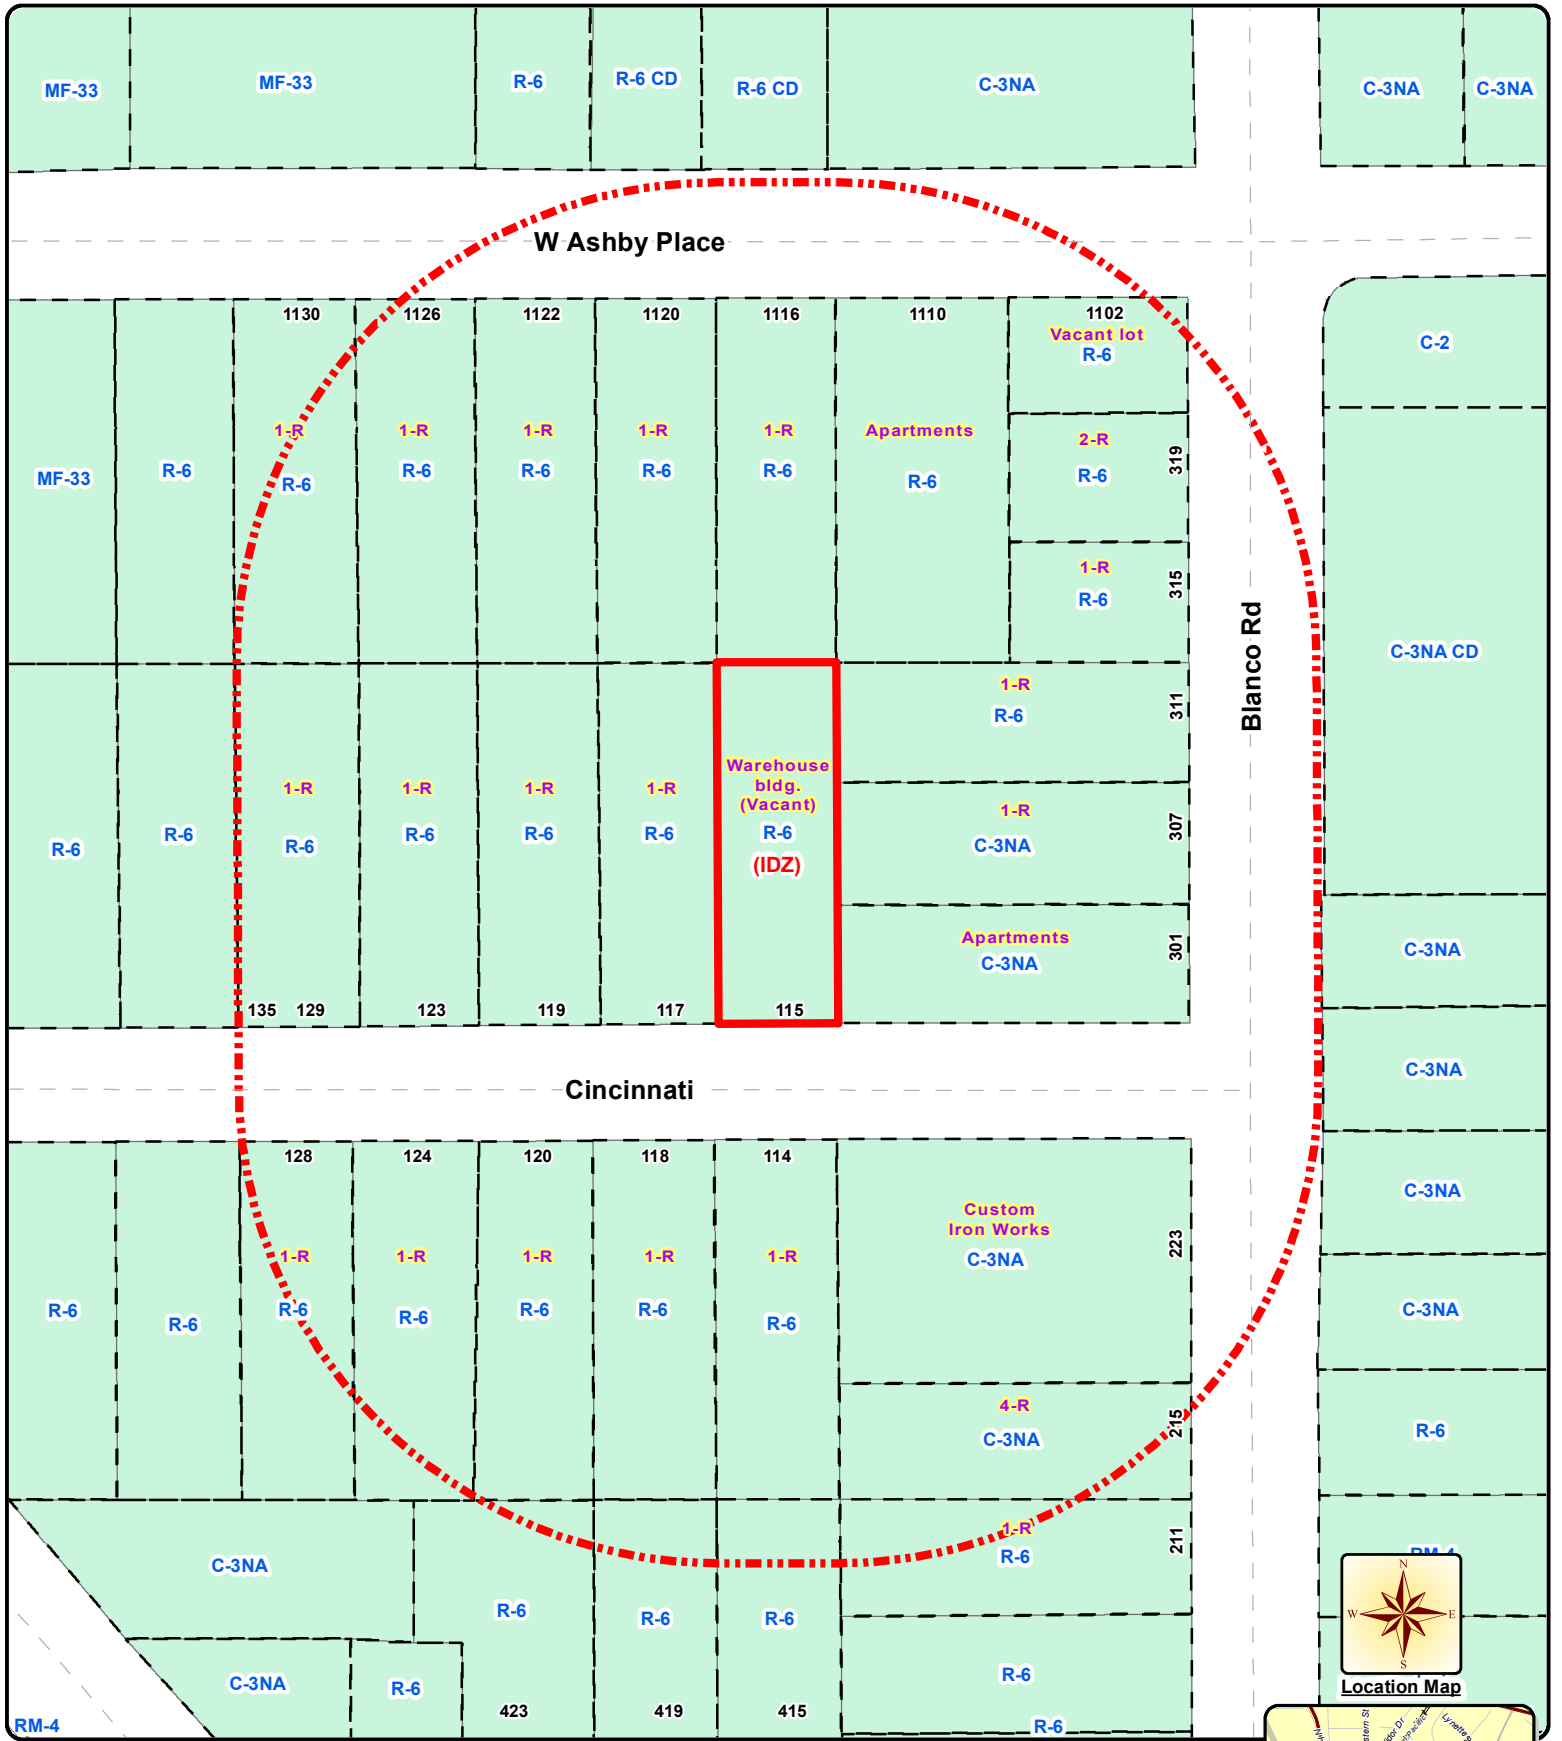 MF-33
MF-33
R-6
R-6 CD
R-6 CD
C-3NA
C-3NA
C-3NA
W Ashby Place
1130
1126
1122
1120
1116
1110
1102
Vacant lot
R-6
C-2
MF-33
R-6
1-R
R-6
1-R
R-6
1-R
R-6
1-R
R-6
1-R
R-6
Apartments
R-6
2-R
R-6
319
1-R
R-6
315
Blanco Rd
C-3NA CD
R-6
R-6
1-R
R-6
135
129
1-R
R-6
123
1-R
R-6
119
1-R
R-6
117
Warehouse
bldg.
(Vacant)
R-6
(IDZ)
115
1-R
R-6
311
1-R
C-3NA
307
Apartments
C-3NA
301
C-3NA
C-3NA
Cincinnati
R-6
R-6
128
1-R
R-6
124
1-R
R-6
120
1-R
R-6
118
1-R
R-6
114
1-R
R-6
Custom
Iron Works
C-3NA
223
4-R
C-3NA
215
C-3NA
C-3NA
R-6
C-3NA
R-6
423
R-6
419
R-6
415
1-R
R-6
211
R-6
R-6
C-3NA
R-6
RM-4
N
W
E
S
Location Map
Lynette